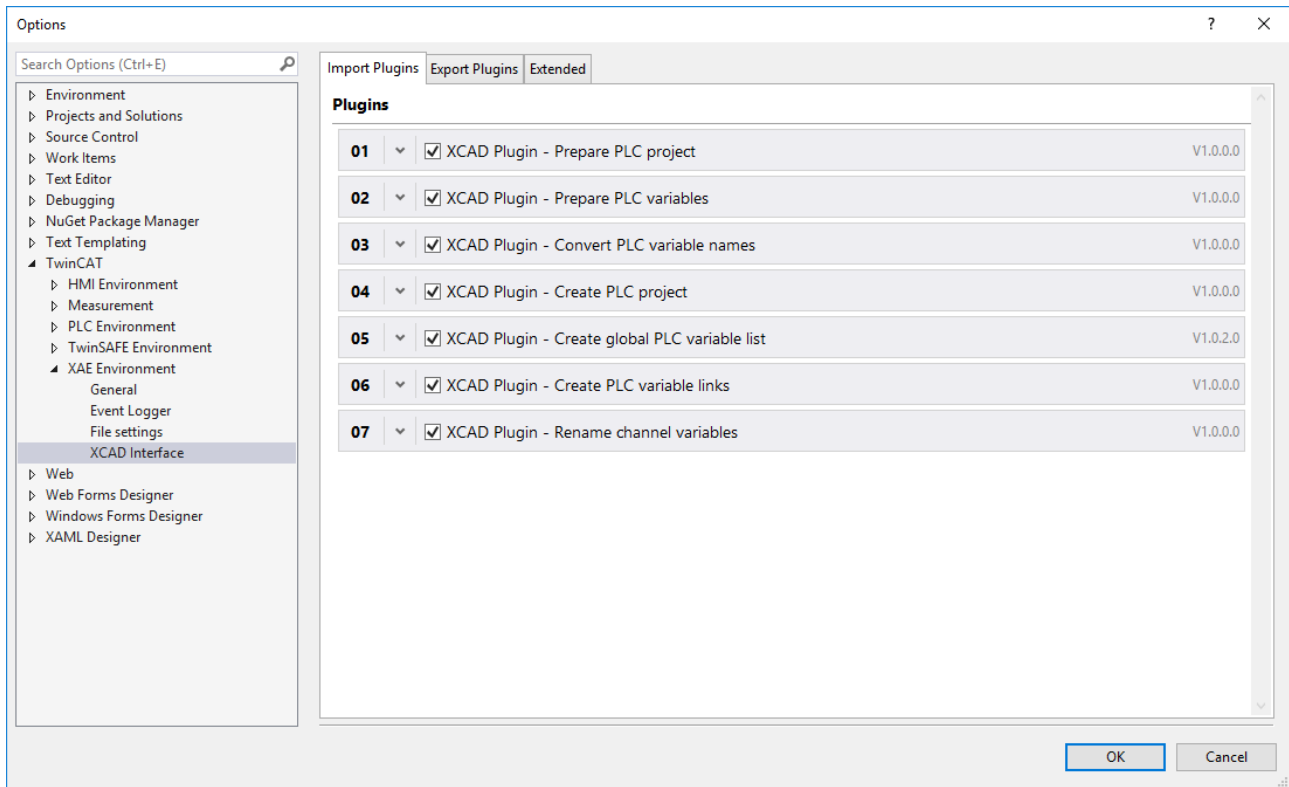 Options
?
Search Options (Ctrl+E)
Environment
Projects and Solutions
Source Control
Work Items
Text Editor
Debugging
NuGet Package Manager
Text Templating
TwinCAT
HMI Environment
Measurement
PLC Environment
TwinSAFE Environment
XAE Environment
General
Event Logger
File settings
XCAD Interface
Web
Web Forms Designer
Windows Forms Designer
XAML Designer
Import Plugins Export Plugins Extended
Plugins
01 XCAD Plugin - Prepare PLC project V1.0.0.0
02 XCAD Plugin - Prepare PLC variables V1.0.0.0
03 XCAD Plugin - Convert PLC variable names V1.0.0.0
04 XCAD Plugin - Create PLC project V1.0.0.0
05 XCAD Plugin - Create global PLC variable list V1.0.2.0
06 XCAD Plugin - Create PLC variable links V1.0.0.0
07 XCAD Plugin - Rename channel variables V1.0.0.0
OK Cancel